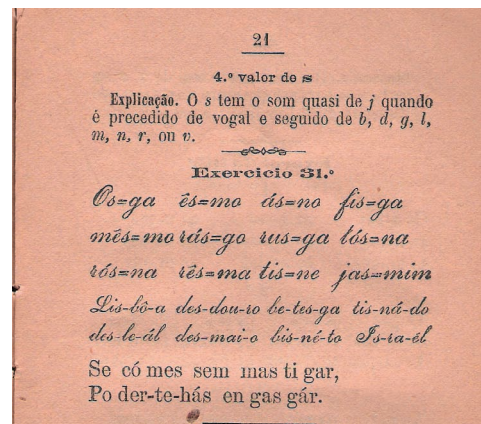 21
4.º valor de s
Explicação. O s tem o som quasi de j quando
é precedido de vogal e seguido de b, d, g, l,
m, n, r, ou v.
Exercicio 31.º
Os=ga ês=mo ás=no fis=ga
mês=mo rás=go rus=ga tós=na
rós=na rês=ma tis=ne jas=mim
Lis-bô-a des-dou-ro be-tes-ga tis-ná-do
des-le-ál des-mai-o bis-né-to Is-ra-él
Se có mes sem mas ti gar,
Po der-te-hás en gas gár.